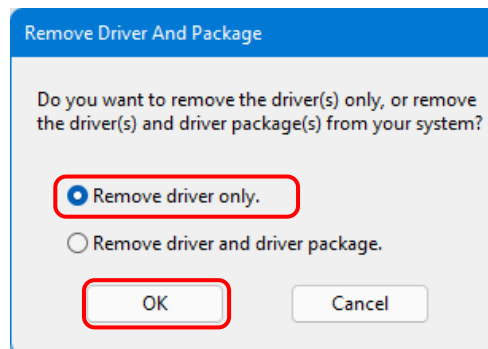 Remove Driver And Package
Do you want to remove the driver(s) only, or remove
the driver(s) and driver package(s) from your system?
Remove driver only.
Remove driver and driver package.
OK
Cancel